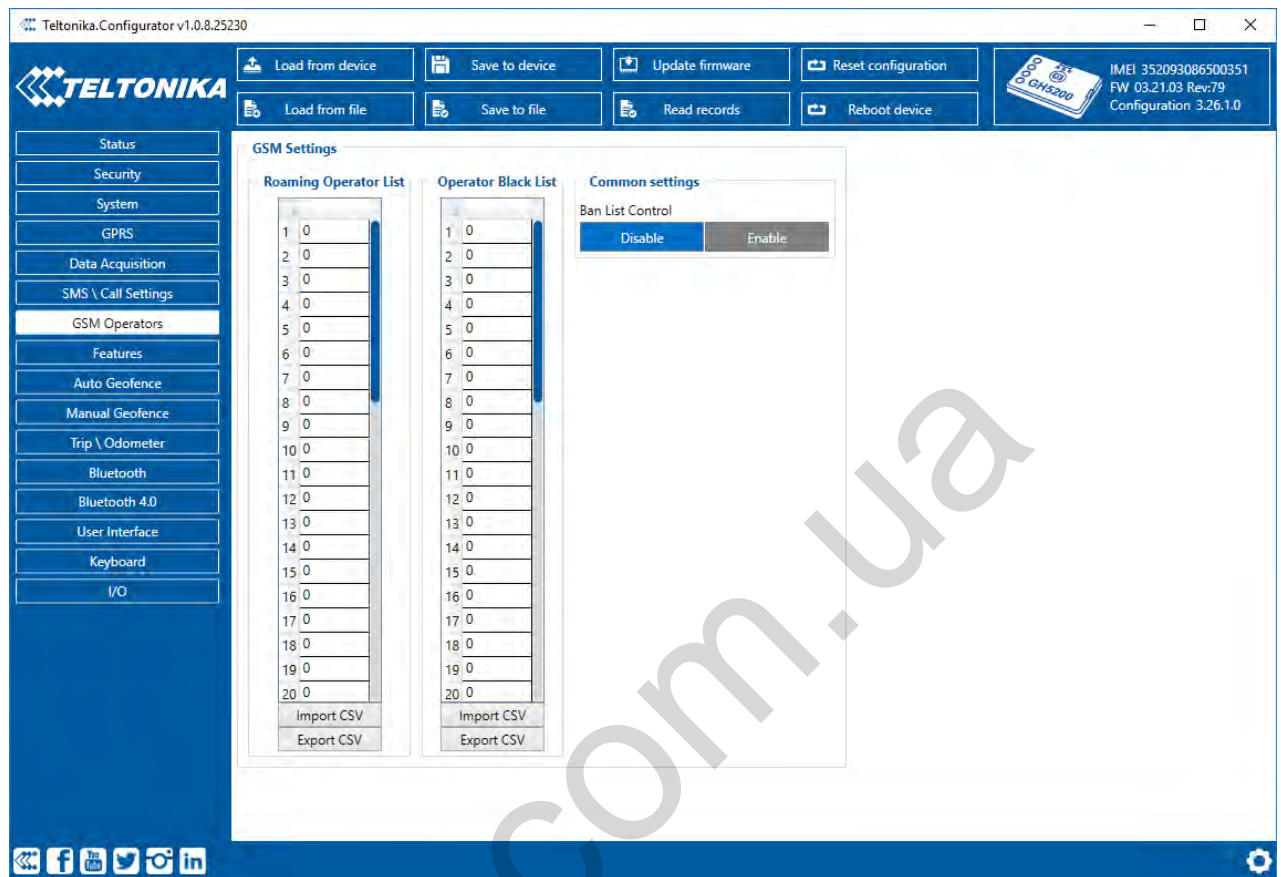 Teltonika.Configurator v1.0.8.25230
TELTONIKA
Load from device
Save to device
Update firmware
Reset configuration
Load from file
Save to file
Read records
Reboot device
GH5200
IMEI 352093086500351
FW 03.21.03 Rev:79
Configuration 3.26.1.0
Status
Security
System
GPRS
Data Acquisition
SMS \ Call Settings
GSM Operators
Features
Auto Geofence
Manual Geofence
Trip \ Odometer
Bluetooth
Bluetooth 4.0
User Interface
Keyboard
I/O
GSM Settings
Roaming Operator List
1 0
2 0
3 0
4 0
5 0
6 0
7 0
8 0
9 0
10 0
11 0
12 0
13 0
14 0
15 0
16 0
17 0
18 0
19 0
20 0
Import CSV
Export CSV
Operator Black List
1 0
2 0
3 0
4 0
5 0
6 0
7 0
8 0
9 0
10 0
11 0
12 0
13 0
14 0
15 0
16 0
17 0
18 0
19 0
20 0
Import CSV
Export CSV
Common settings
Ban List Control
Disable Enable
com.ua
f You Tube in